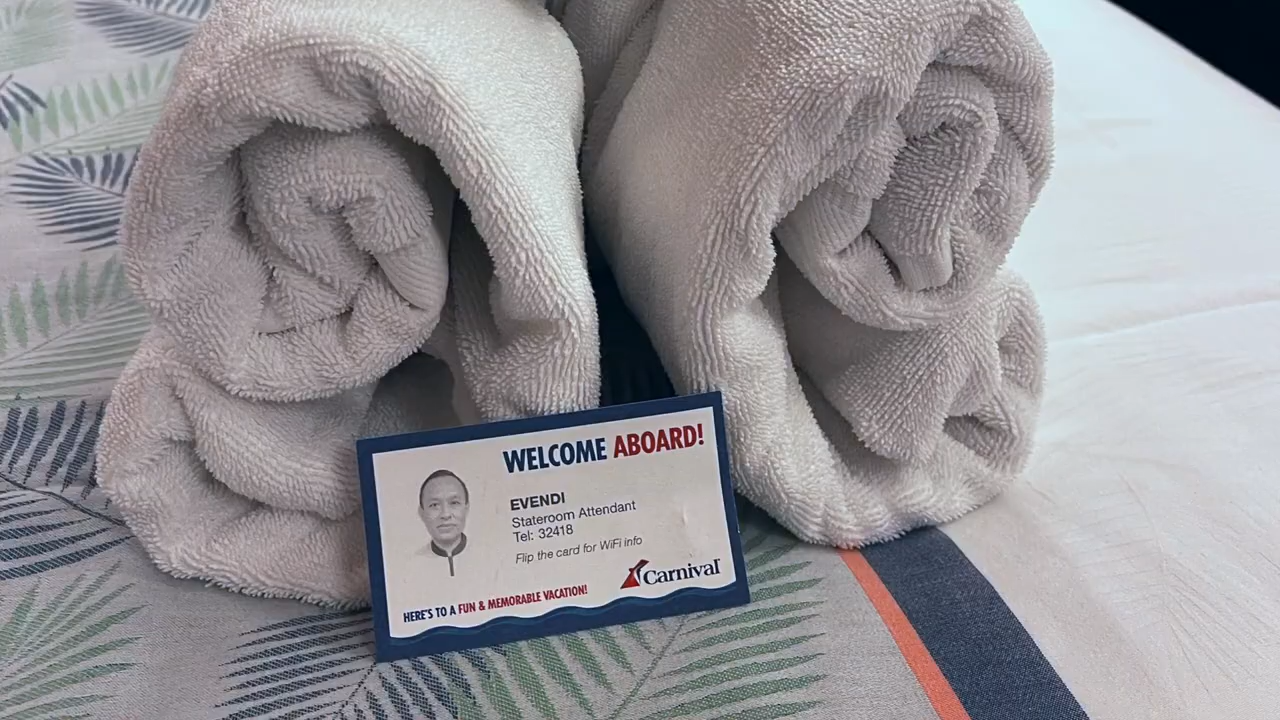 WELCOME ABOARD!
EVENDI
Stateroom Attendant
Tel: 32418
Flip the card for WiFi info
Carnival
HERE'S TO A FUN & MEMORABLE VACATION!